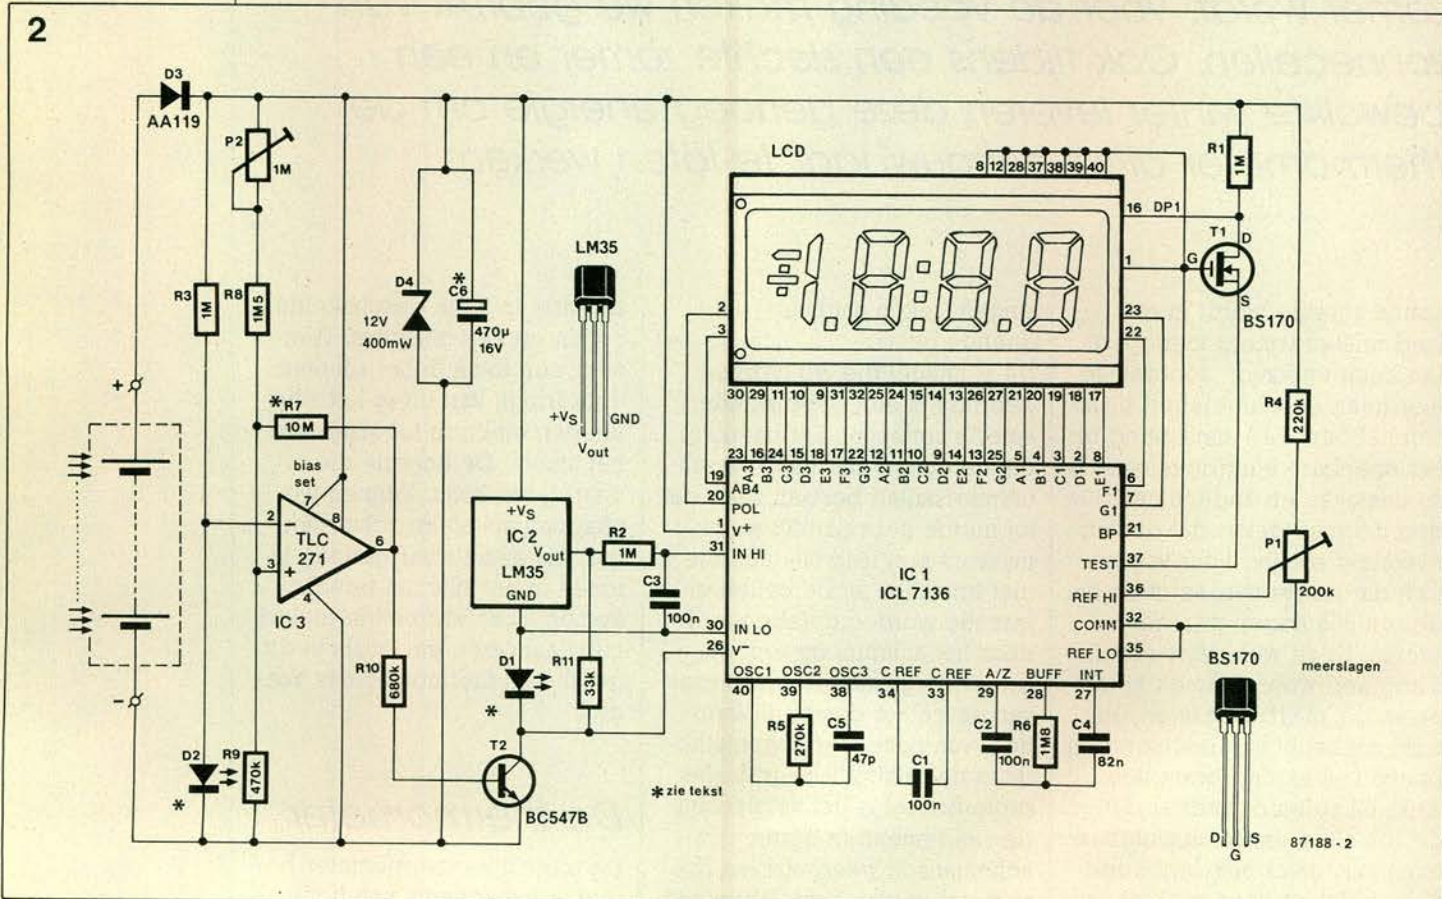 2
D3
AA119
P2
1M
R3
1M
R8
1M5
D4
12V
400mW
*
C6
470µ
16V
LM35
+Vs
Vout
GND
+
−
*
R7
10M
bias
set
2
−
3
+
7
8
6
4
TLC
271
IC 3
+Vs
IC 2
LM35
Vout
GND
R2
1M
C3
100n
D1
*
R11
33k
R10
680k
D2
*
R9
470k
T2
BC547B
* zie tekst
LCD
8 12 28 37 38 39 40
16 DP1
1
23
22
2
3
30 29 11 10 9 31 32 25 24 15 14 13 26 27 21 20 19 18 17
23 16 24 15 18 17 22 12 11 10 9 14 13 25 5 4 3 2 8
A3 B3 C3 D3 E3 F3 G3 A2 B2 C2 D2 E2 F2 G2 A1 B1 C1 D1 E1
19 AB4
20 POL
1 V+
31 IN HI
30 IN LO
26 V−
IC 1
ICL 7136
F1 6
G1 7
BP 21
TEST 37
REF HI 36
COMM 32
REF LO 35
OSC1 OSC2 OSC3 C REF C REF A/Z BUFF INT
40 39 38 34 33 29 28 27
R5
270k
C5
47p
C1
100n
C2
100n
R6
1M8
C4
82n
R1
1M
T1
G
D
S
BS170
R4
220k
P1
200k
BS170
meerslagen
D
G
S
87188 - 2